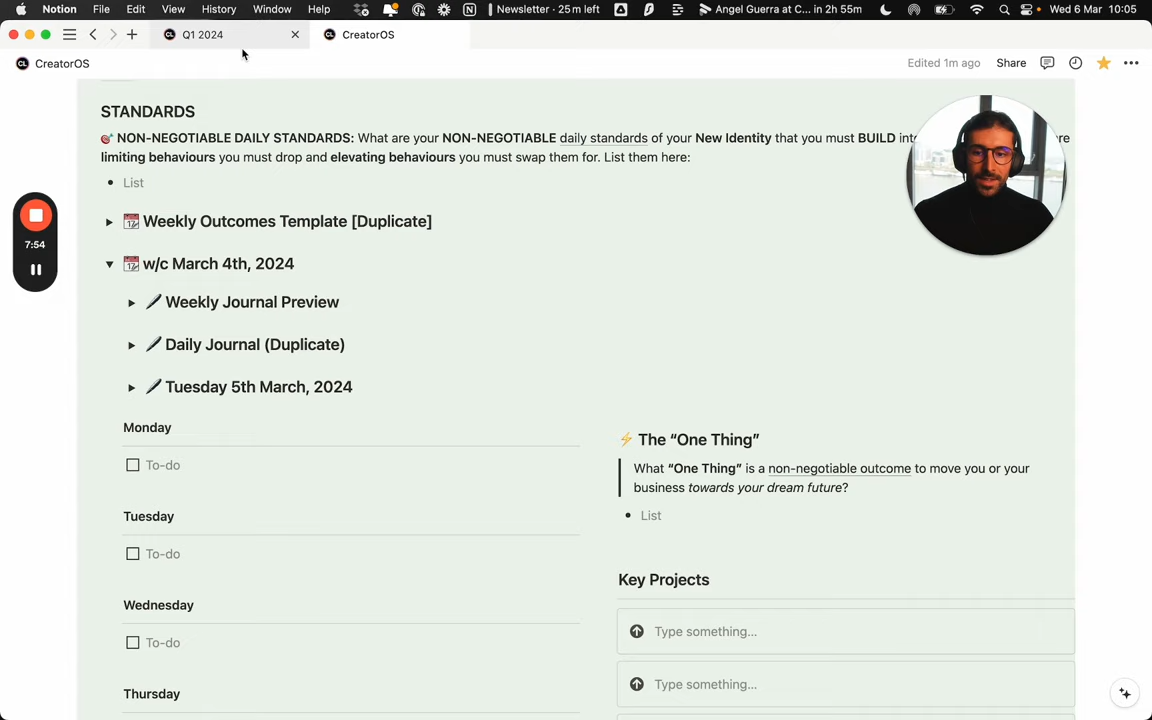 Notion File Edit View History Window Help Newsletter · 25 m left Angel Guerra at C... in 2h 55m Wed 6 Mar 10:05
CL Q1 2024 CL CreatorOS
CL CreatorOS Edited 1m ago Share
STANDARDS
NON-NEGOTIABLE DAILY STANDARDS: What are your NON-NEGOTIABLE daily standards of your New Identity that you must BUILD
limiting behaviours you must drop and elevating behaviours you must swap them for. List them here:
List
7:54
Weekly Outcomes Template [Duplicate]
w/c March 4th, 2024
Weekly Journal Preview
Daily Journal (Duplicate)
Tuesday 5th March, 2024
Monday
To-do
Tuesday
To-do
Wednesday
To-do
Thursday
⚡ The “One Thing”
What “One Thing” is a non-negotiable outcome to move you or your
business towards your dream future?
List
Key Projects
Type something...
Type something...